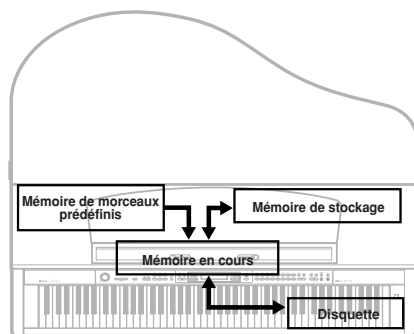 Mémoire de morceaux
prédéfinis
Mémoire de stockage
Mémoire en cours
Disquette